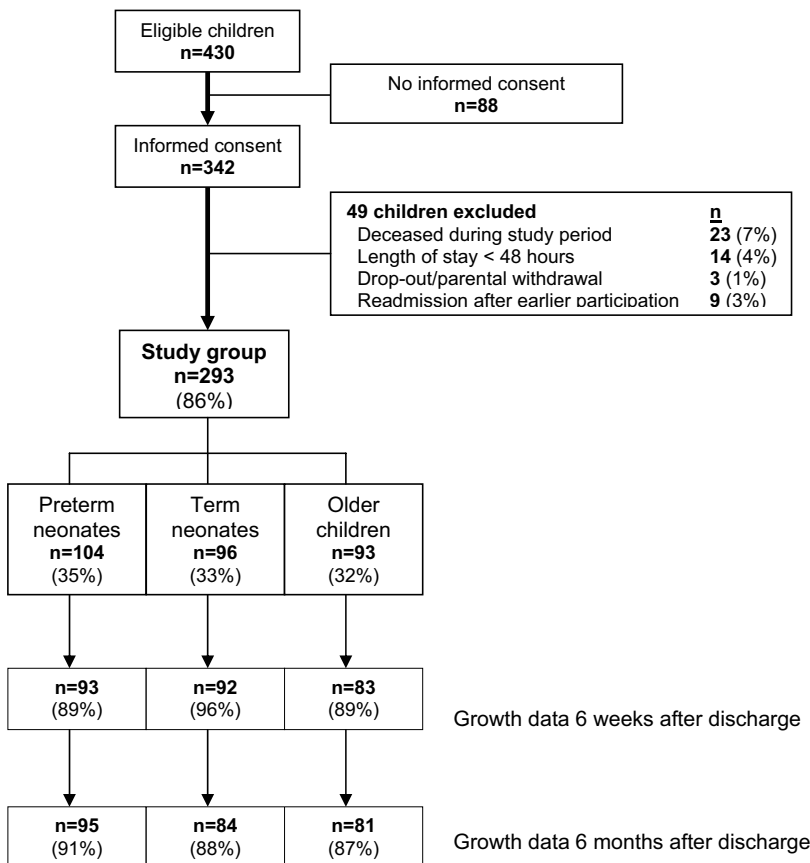 Eligible children
n=430
No informed consent
n=88
Informed consent
n=342
49 children excluded n
Deceased during study period 23 (7%)
Length of stay < 48 hours 14 (4%)
Drop-out/parental withdrawal 3 (1%)
Readmission after earlier participation 9 (3%)
Study group
n=293
(86%)
Preterm
neonates
n=104
(35%)
Term
neonates
n=96
(33%)
Older
children
n=93
(32%)
n=93
(89%)
n=92
(96%)
n=83
(89%)
Growth data 6 weeks after discharge
n=95
(91%)
n=84
(88%)
n=81
(87%)
Growth data 6 months after discharge